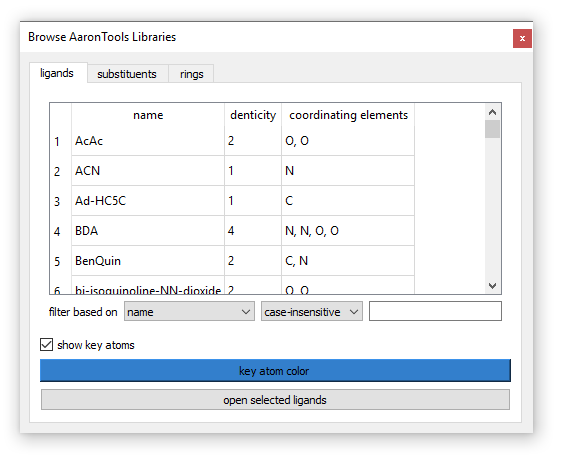 Browse AaronTools Libraries
x
ligands substituents rings
name denticity coordinating elements
1 AcAc 2 O, O
2 ACN 1 N
3 Ad-HC5C 1 C
4 BDA 4 N, N, O, O
5 BenQuin 2 C, N
6 bi-isoquinoline-NN-dioxide 2 O, O
filter based on name case-insensitive
show key atoms
key atom color
open selected ligands